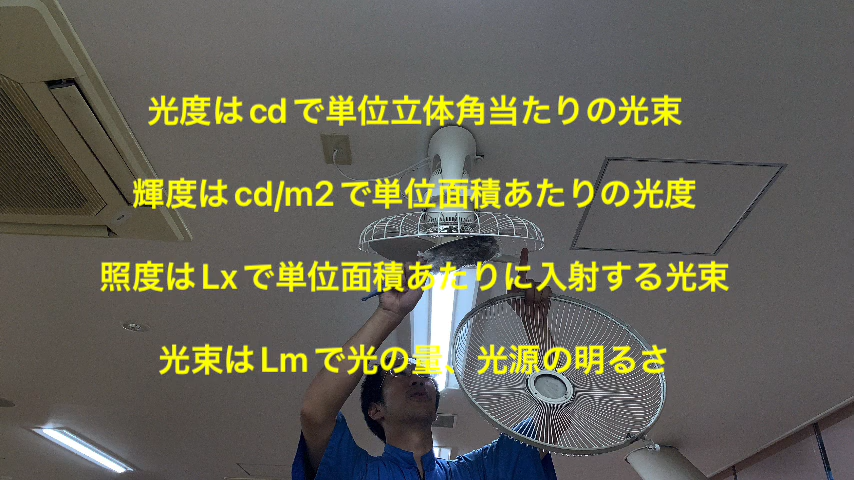 光度はcdで単位立体角当たりの光束
輝度はcd/m2で単位面積あたりの光度
照度はLxで単位面積あたりに入射する光束
光束はLmで光の量、光源の明るさ